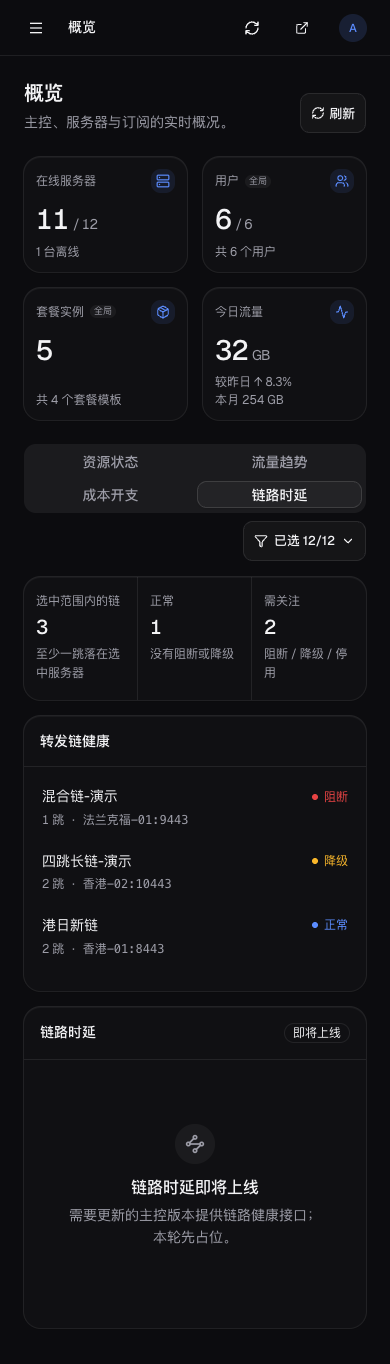 概览
A
概览
主控、服务器与订阅的实时概况。
刷新
在线服务器
11 / 12
1 台离线
用户 全局
6 / 6
共 6 个用户
套餐实例 全局
5
共 4 个套餐模板
今日流量
32 GB
较昨日 ↑ 8.3%
本月 254 GB
资源状态
流量趋势
成本开支
链路时延
已选 12/12
选中范围内的链
3
至少一跳落在选
中服务器
正常
1
没有阻断或降级
需关注
2
阻断 / 降级 / 停
用
转发链健康
混合链-演示
阻断
1 跳 · 法兰克福-01:9443
四跳长链-演示
降级
2 跳 · 香港-02:10443
港日新链
正常
2 跳 · 香港-01:8443
链路时延
即将上线
链路时延即将上线
需要更新的主控版本提供链路健康接口；
本轮先占位。